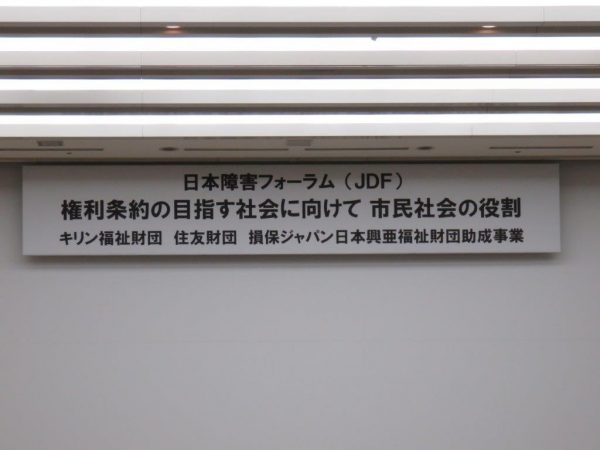 日本障害フォーラム（JDF）
権利条約の目指す社会に向けて 市民社会の役割
キリン福祉財団 住友財団 損保ジャパン日本興亜福祉財団助成事業